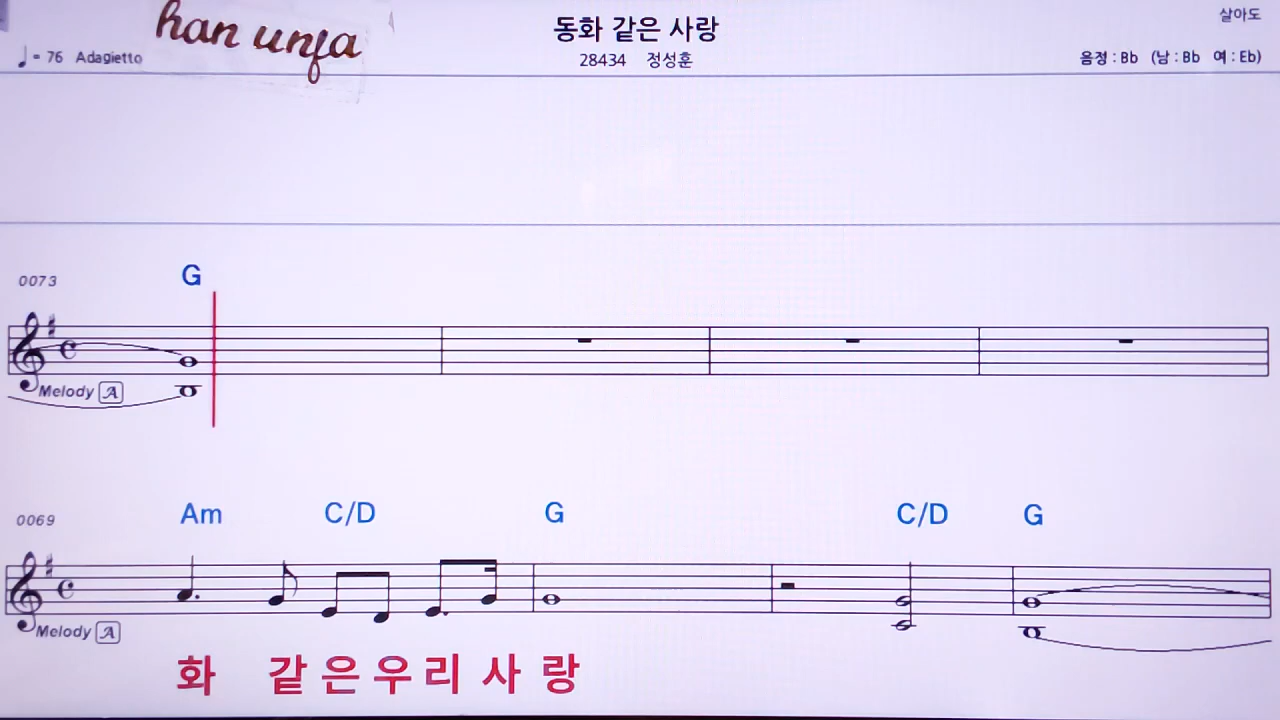 han unfa
동화 같은 사랑
살아도
♩ = 76 Adagietto
28434 정성훈
음정 : Bb (남 : Bb 여 : Eb)
0073
G
Melody A
0069
Am C/D G C/D G
Melody A
화 같은우리 사랑